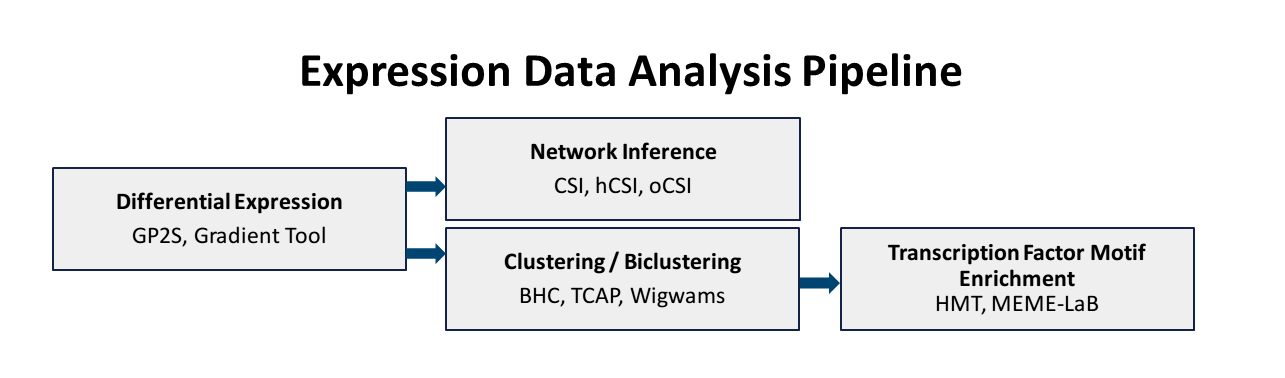 Expression Data Analysis Pipeline
Differential Expression
GP2S, Gradient Tool
Network Inference
CSI, hCSI, oCSI
Clustering / Biclustering
BHC, TCAP, Wigwams
Transcription Factor Motif
Enrichment
HMT, MEME-LaB